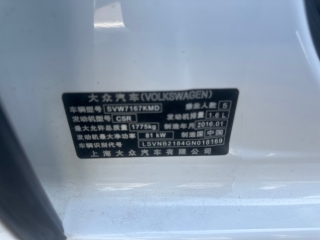 大众汽车(VOLKSWAGEN)
车辆型号 SVW7167KMD 乘坐人数 5
发动机型号 CSR 发动机排量 1.6 L
最大允许总质量 1775kg 制造年月 2016.01
发动机最大净功率 81 kW 制造国 中国
车辆识别代号 LSVNB2184GN018169
上海大众汽车有限公司